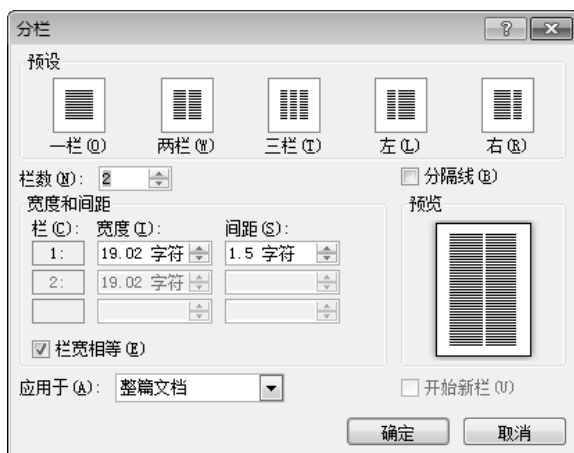 分栏
预设
一栏(O) 两栏(W) 三栏(T) 左(L) 右(R)
栏数(N): 2 分隔线(B)
宽度和间距 预览
栏(C): 宽度(I): 间距(S):
1: 19.02 字符 1.5 字符
2: 19.02 字符
栏宽相等(E)
应用于(A): 整篇文档 开始新栏(U)
确定 取消